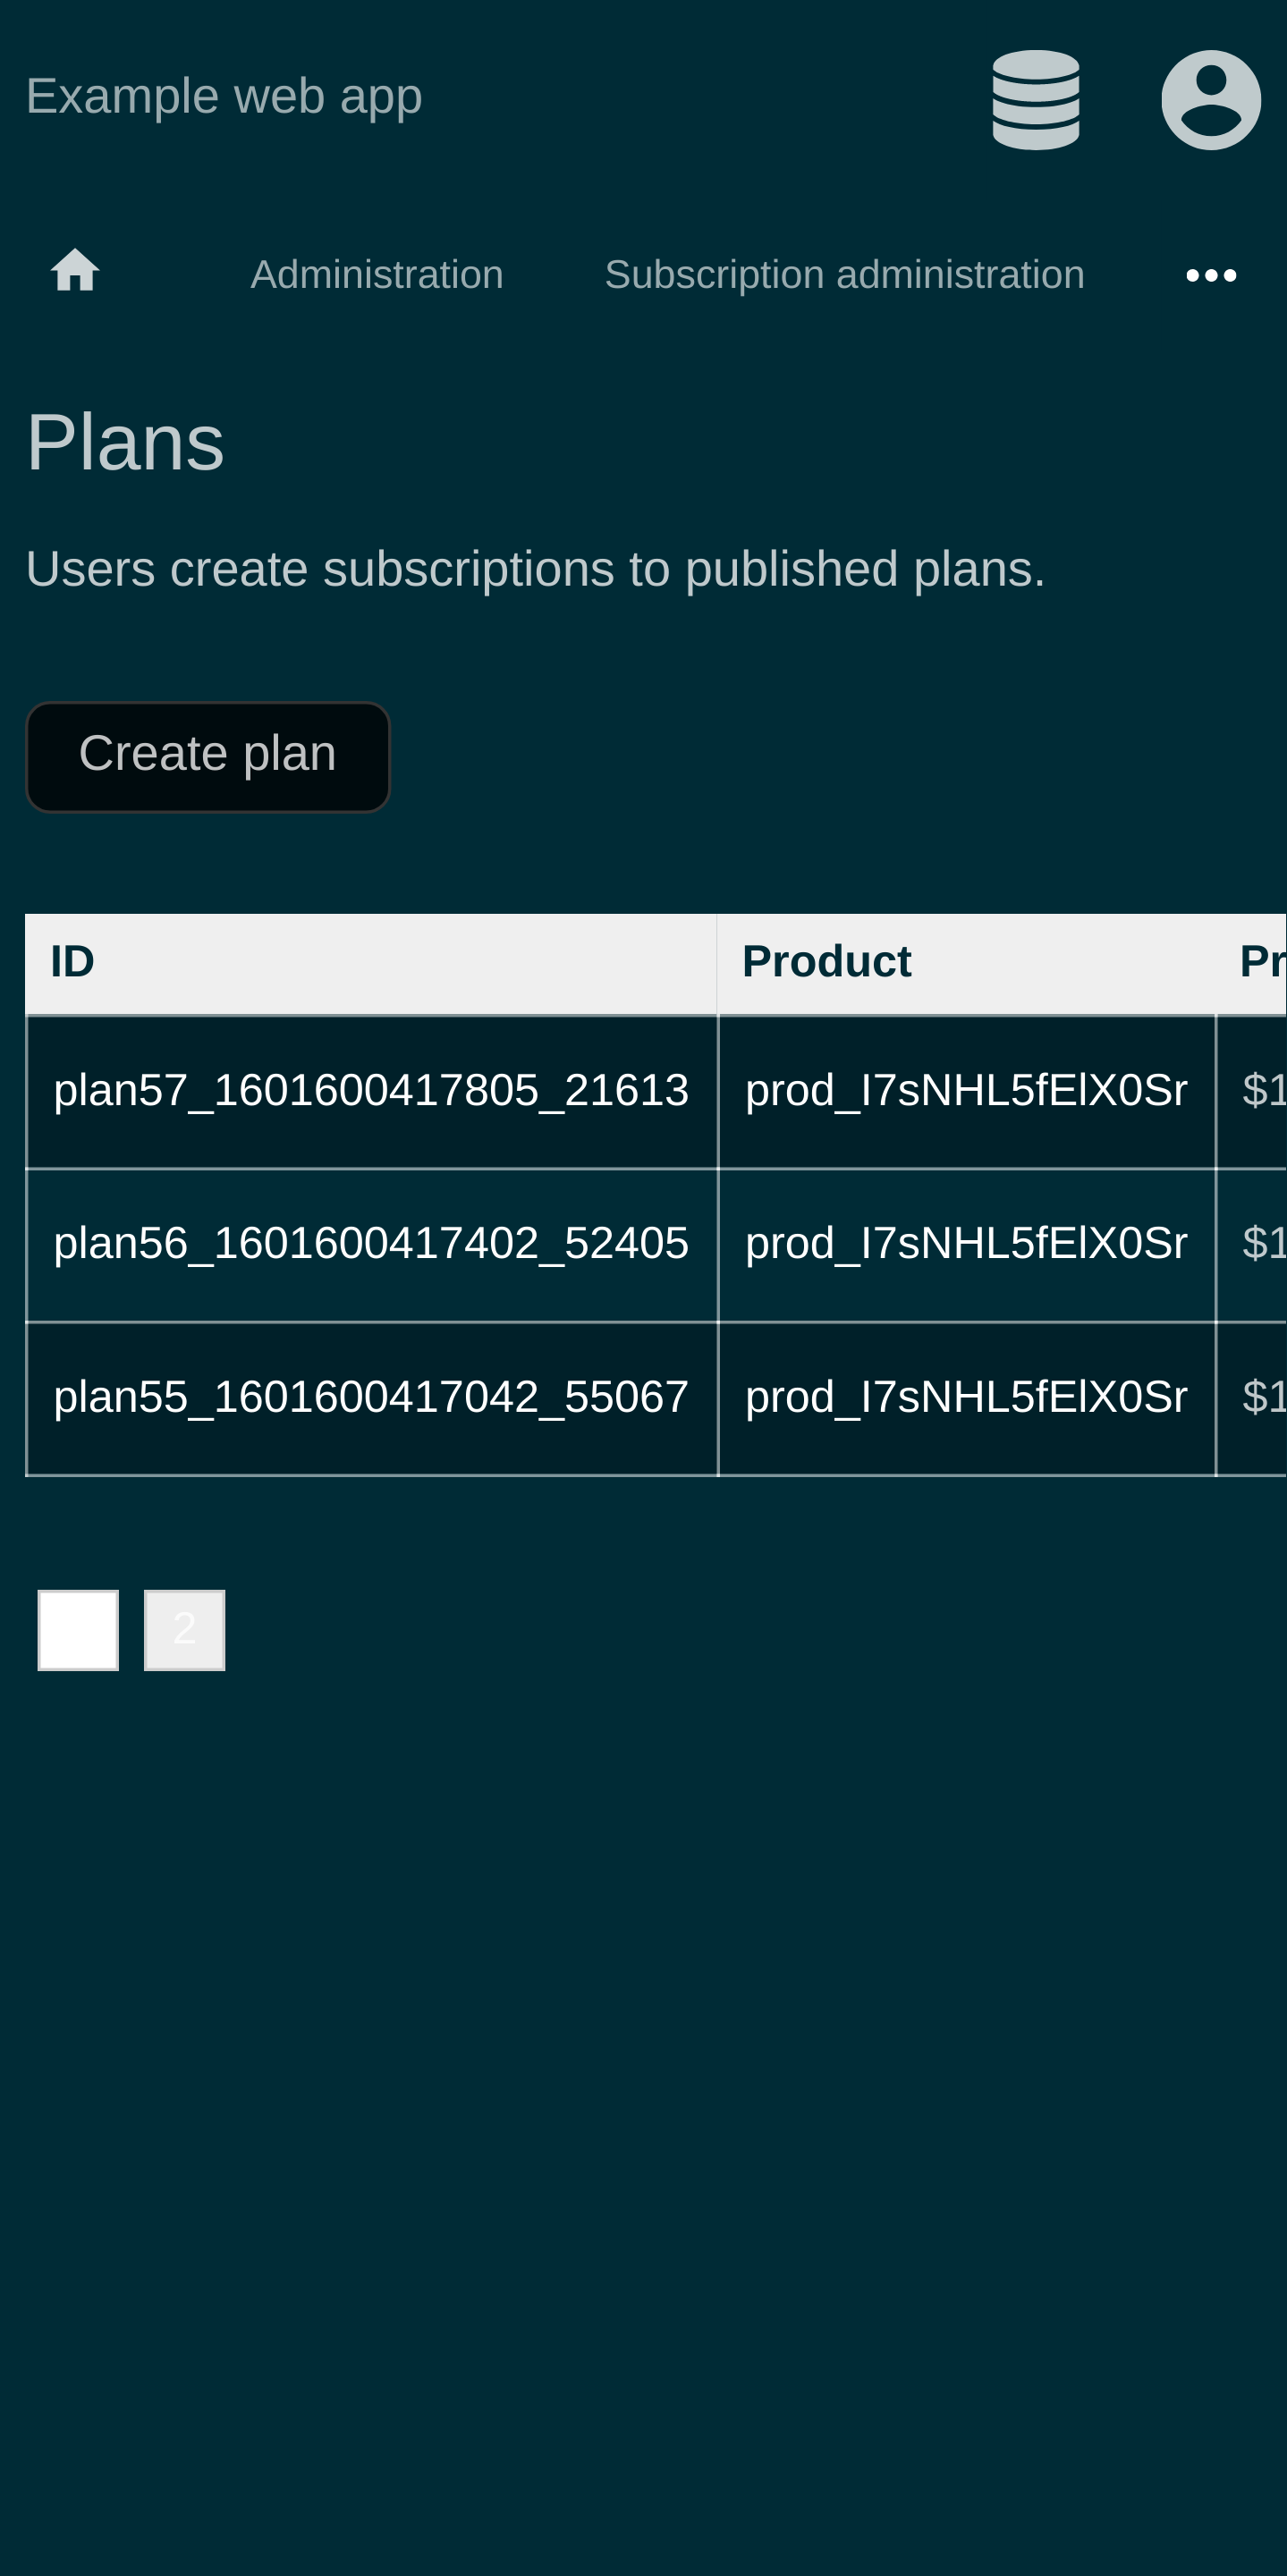 Example web app
Administration Subscription administration
Plans
Users create subscriptions to published plans.
Create plan
ID Product Pr
plan57_1601600417805_21613 prod_I7sNHL5fElX0Sr $1
plan56_1601600417402_52405 prod_I7sNHL5fElX0Sr $1
plan55_1601600417042_55067 prod_I7sNHL5fElX0Sr $1
2